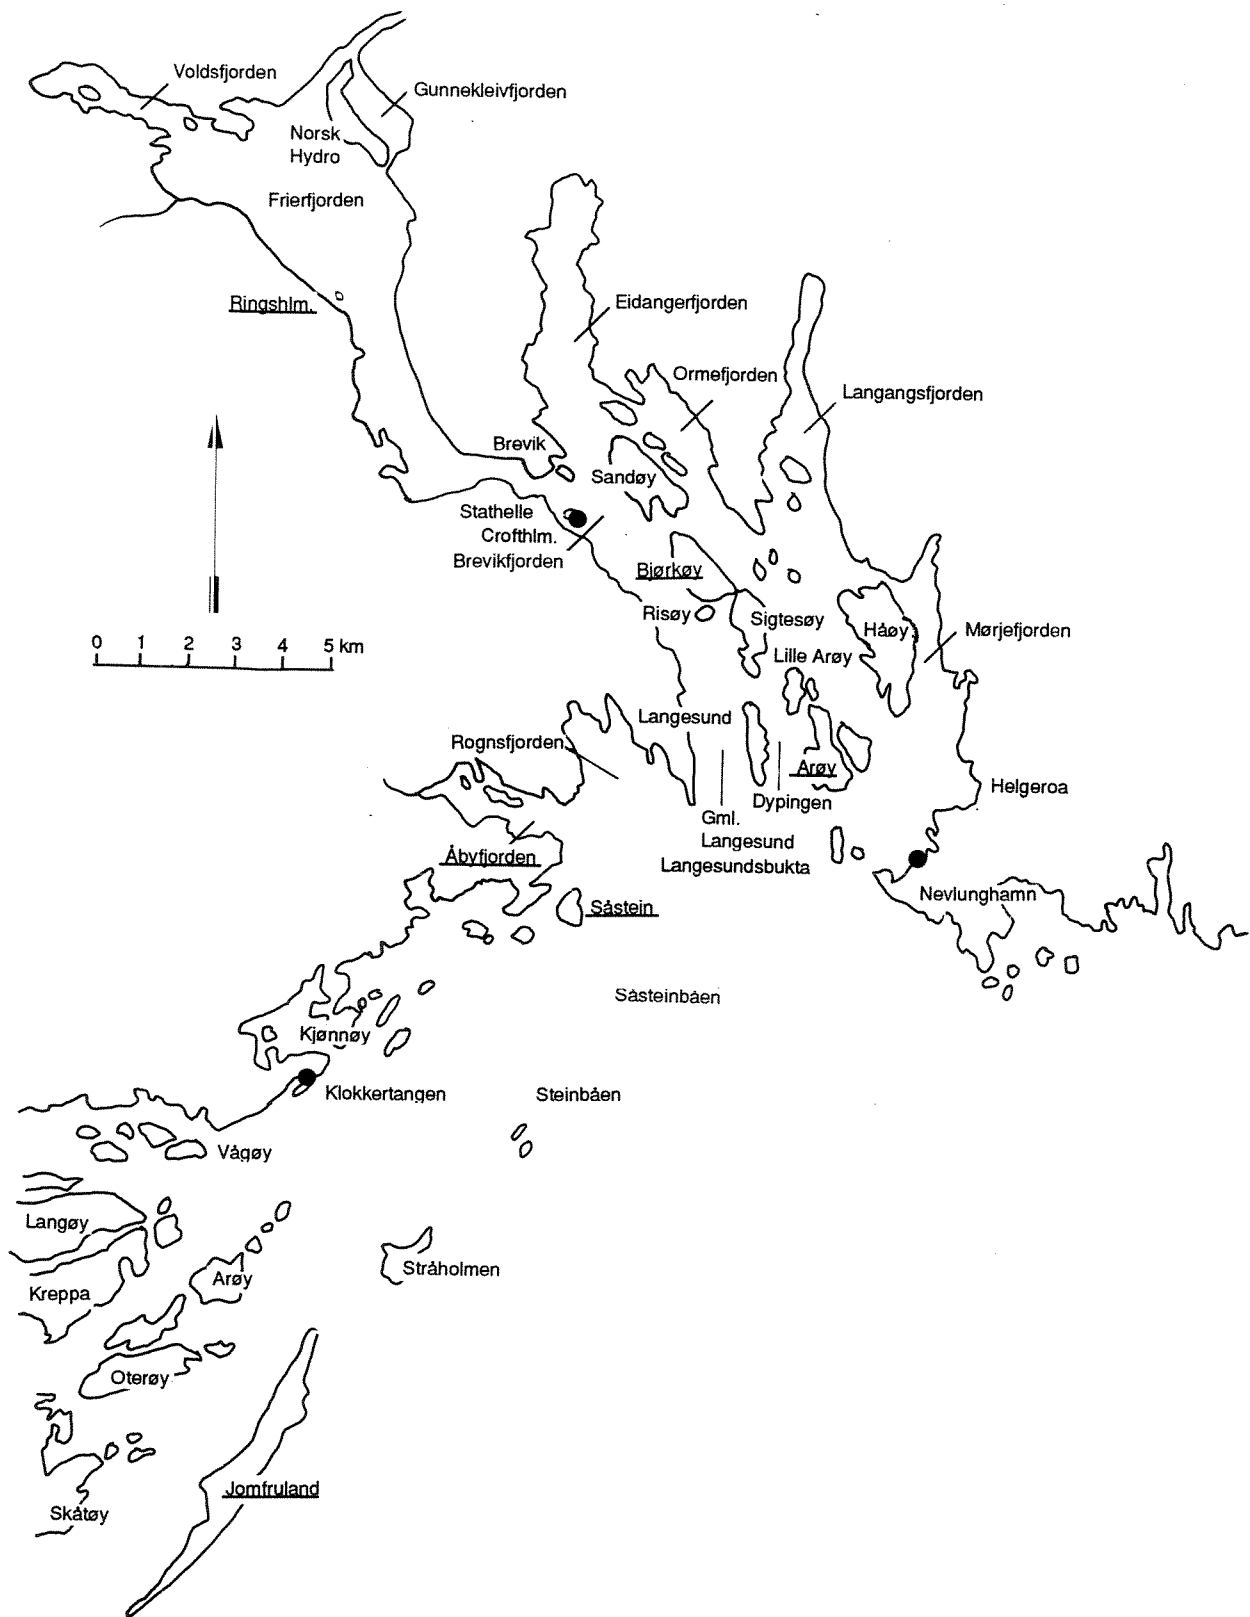 Voldsfjorden
Gunnekleivfjorden
Norsk
Hydro
Frierfjorden
Ringshlm.
Eidangerfjorden
Ormefjorden
Langangsfjorden
Brevik
Sandøy
Stathelle
Crofthlm.
Brevikfjorden
Bjørkøy
Risøy
Sigtesøy
Håøy
Mørjefjorden
Lille Arøy
0 1 2 3 4 5 km
Langesund
Rognsfjorden
Arøy
Helgeroa
Dypingen
Gml.
Langesund
Langesundsbukta
Åbyfjorden
Såstein
Nevlunghamn
Såsteinbåen
Kjønnøy
Klokkertangen
Steinbåen
Vågøy
Langøy
Arøy
Stråholmen
Kreppa
Oterøy
Jomfruland
Skåtøy